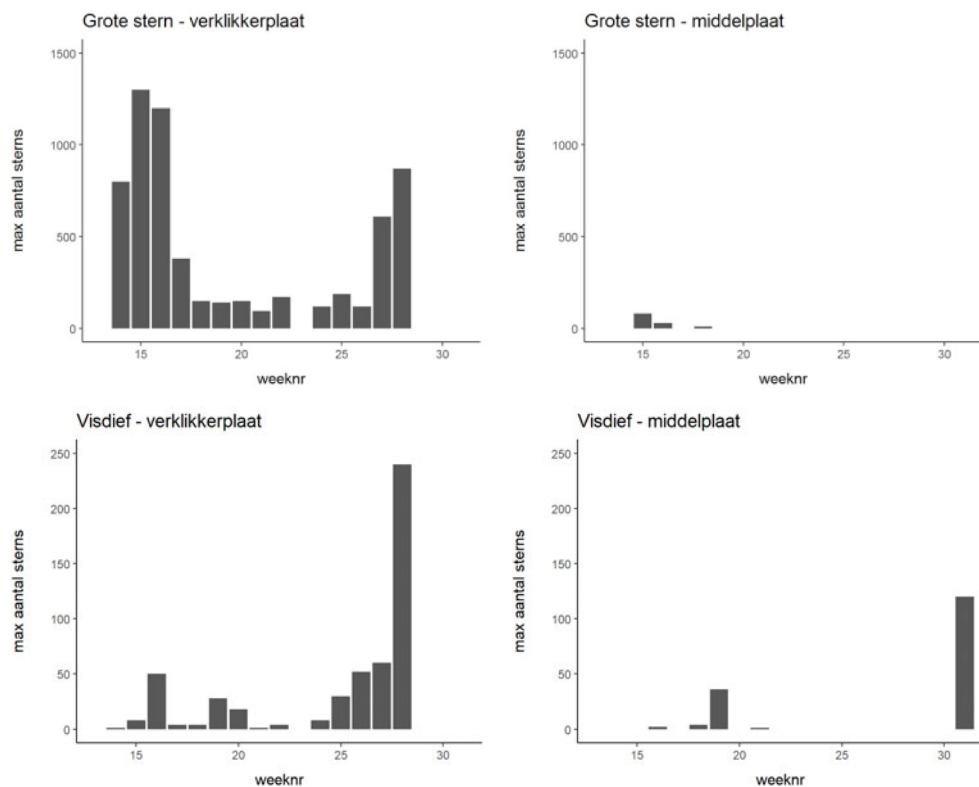 Grote stern - verklikkerplaat
1500
1000
500
0
max aantal sterns
15 20 25 30
weeknr
Grote stern - middelplaat
1500
1000
500
0
max aantal sterns
15 20 25 30
weeknr
Visdief - verklikkerplaat
250
200
150
100
50
0
max aantal sterns
15 20 25 30
weeknr
Visdief - middelplaat
250
200
150
100
50
0
max aantal sterns
15 20 25 30
weeknr